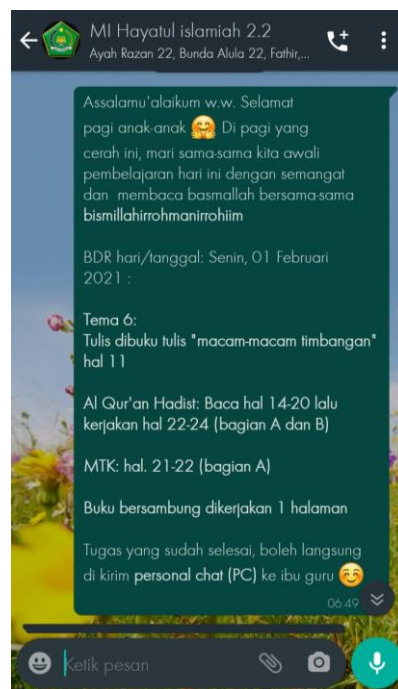 MI Hayatul islamiah 2.2
Ayah Razan 22, Bunda Alula 22, Fathir,...
Assalamu'alaikum w.w. Selamat
pagi anak-anak 🤗 Di pagi yang
cerah ini, mari sama-sama kita awali
pembelajaran hari ini dengan semangat
dan membaca basmallah bersama-sama
bismillahirrohmanirrohiim
BDR hari/tanggal: Senin, 01 Februari
2021 :
Tema 6:
Tulis dibuku tulis "macam-macam timbangan"
hal 11
Al Qur'an Hadist: Baca hal 14-20 lalu
kerjakan hal 22-24 (bagian A dan B)
MTK: hal. 21-22 (bagian A)
Buku bersambung dikerjakan 1 halaman
Tugas yang sudah selesai, boleh langsung
di kirim personal chat (PC) ke ibu guru ☺️
06.49
Ketik pesan